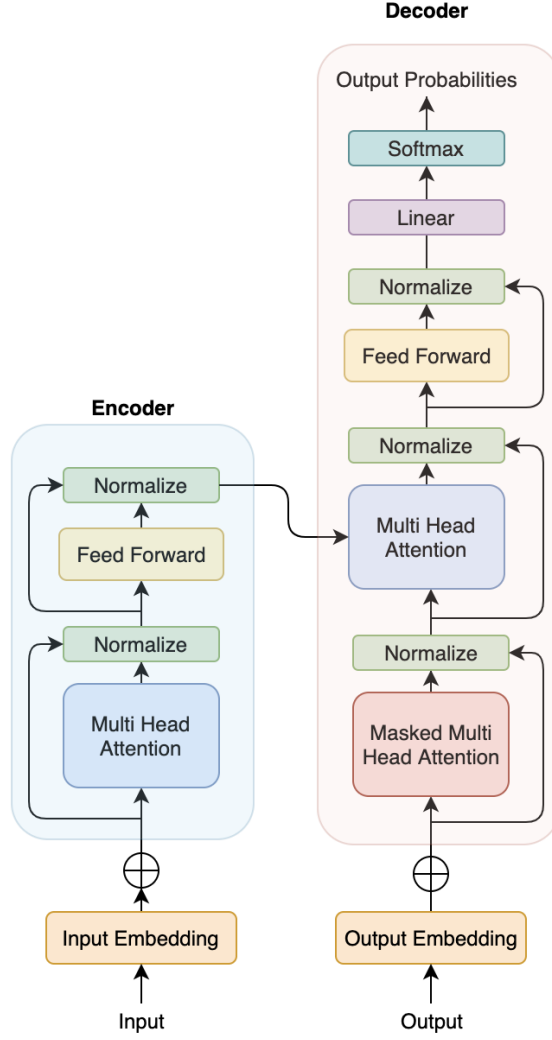 Decoder
Output Probabilities
Softmax
Linear
Normalize
Feed Forward
Normalize
Multi Head
Attention
Normalize
Masked Multi
Head Attention
Output Embedding
Output
Encoder
Normalize
Feed Forward
Normalize
Multi Head
Attention
Input Embedding
Input